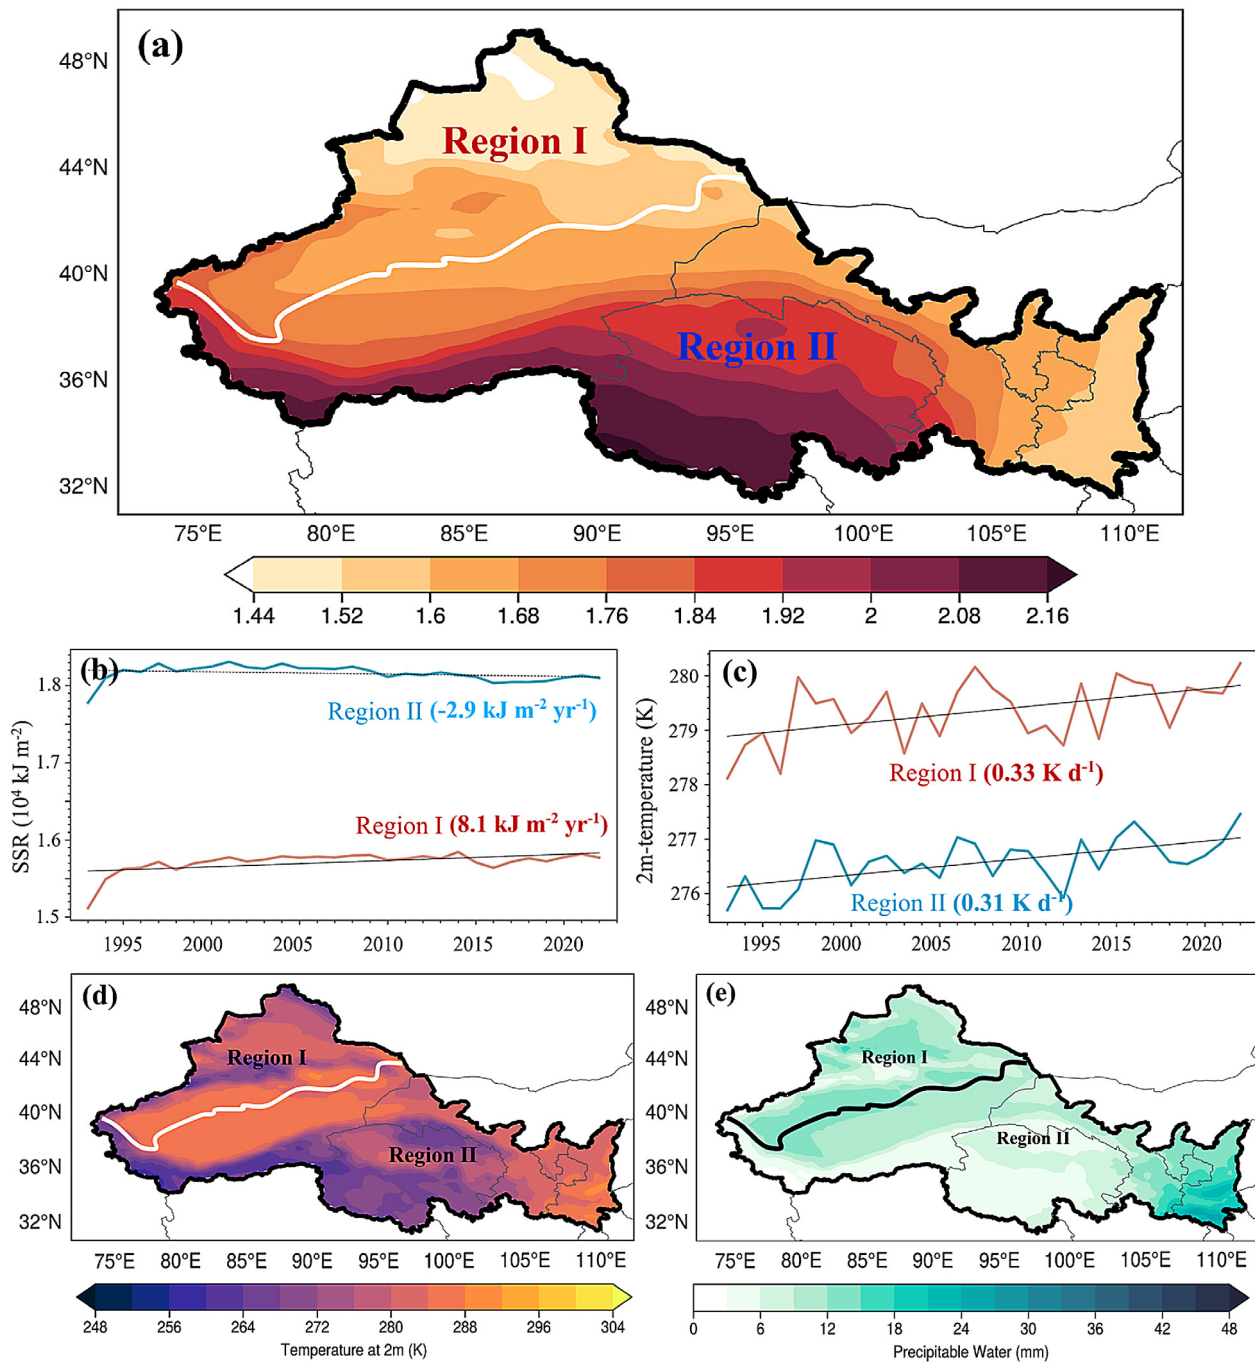 (a)
48°N
44°N
40°N
36°N
32°N
Region I
Region II
75°E 80°E 85°E 90°E 95°E 100°E 105°E 110°E
1.44 1.52 1.6 1.68 1.76 1.84 1.92 2 2.08 2.16
(b)
SSR (10⁴ kJ m⁻²)
1.8
1.7
1.6
1.5
Region II (-2.9 kJ m⁻² yr⁻¹)
Region I (8.1 kJ m⁻² yr⁻¹)
1995 2000 2005 2010 2015 2020
(c)
2m-temperature (K)
280
279
278
277
276
Region I (0.33 K d⁻¹)
Region II (0.31 K d⁻¹)
1995 2000 2005 2010 2015 2020
(d)
48°N
44°N
40°N
36°N
32°N
Region I
Region II
75°E 80°E 85°E 90°E 95°E 100°E 105°E 110°E
248 256 264 272 280 288 296 304
Temperature at 2m (K)
(e)
48°N
44°N
40°N
36°N
32°N
Region I
Region II
75°E 80°E 85°E 90°E 95°E 100°E 105°E 110°E
0 6 12 18 24 30 36 42 48
Precipitable Water (mm)